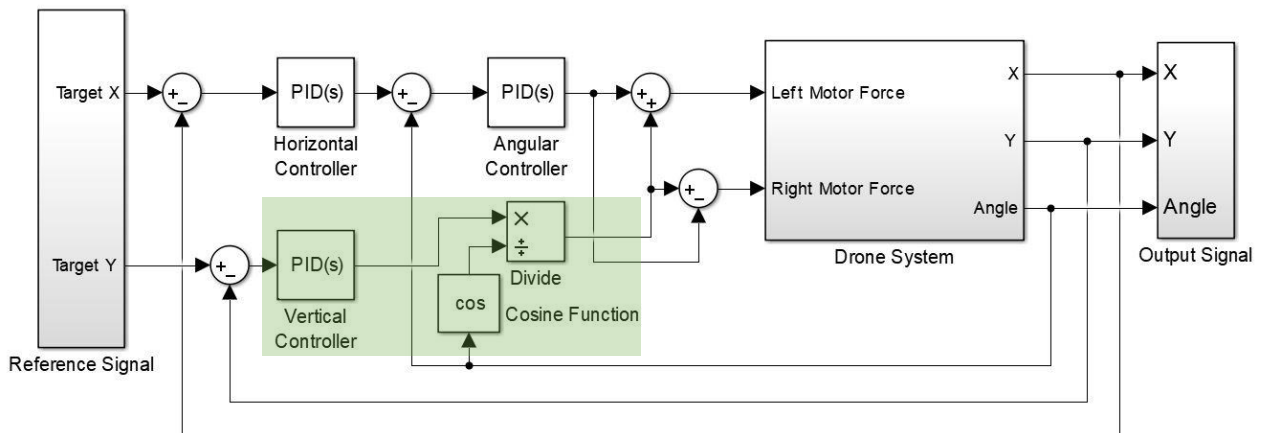 Target X
Target Y
Reference Signal
+
−
PID(s)
Horizontal
Controller
+
−
PID(s)
Angular
Controller
+
+
+
−
+
−
PID(s)
Vertical
Controller
×
÷
Divide
cos
Cosine Function
Left Motor Force
Right Motor Force
X
Y
Angle
Drone System
X
Y
Angle
Output Signal